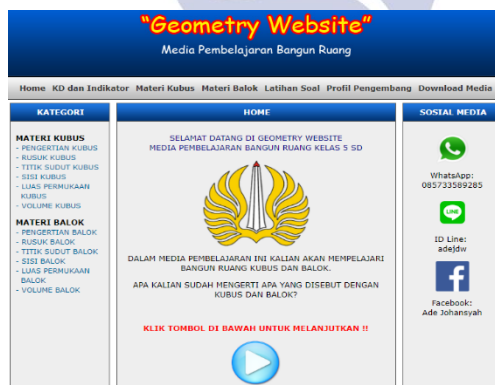 "Geometry Website"
Media Pembelajaran Bangun Ruang
Home KD dan Indikator Materi Kubus Materi Balok Latihan Soal Profil Pengembang Download Media
KATEGORI
MATERI KUBUS
- PENGERTIAN KUBUS
- RUSUK KUBUS
- TITIK SUDUT KUBUS
- SISI KUBUS
- LUAS PERMUKAAN
KUBUS
- VOLUME KUBUS
MATERI BALOK
- PENGERTIAN BALOK
- RUSUK BALOK
- TITIK SUDUT BALOK
- SISI BALOK
- LUAS PERMUKAAN
BALOK
- VOLUME BALOK
HOME
SELAMAT DATANG DI GEOMETRY WEBSITE
MEDIA PEMBELAJARAN BANGUN RUANG KELAS 5 SD
DALAM MEDIA PEMBELAJARAN INI KALIAN AKAN MEMPELAJARI
BANGUN RUANG KUBUS DAN BALOK.
APA KALIAN SUDAH MENGERTI APA YANG DISEBUT DENGAN
KUBUS DAN BALOK?
KLIK TOMBOL DI BAWAH UNTUK MELANJUTKAN !!
SOSIAL MEDIA
WhatsApp:
085733589285
LINE
ID Line:
adejdw
Facebook:
Ade Johansyah